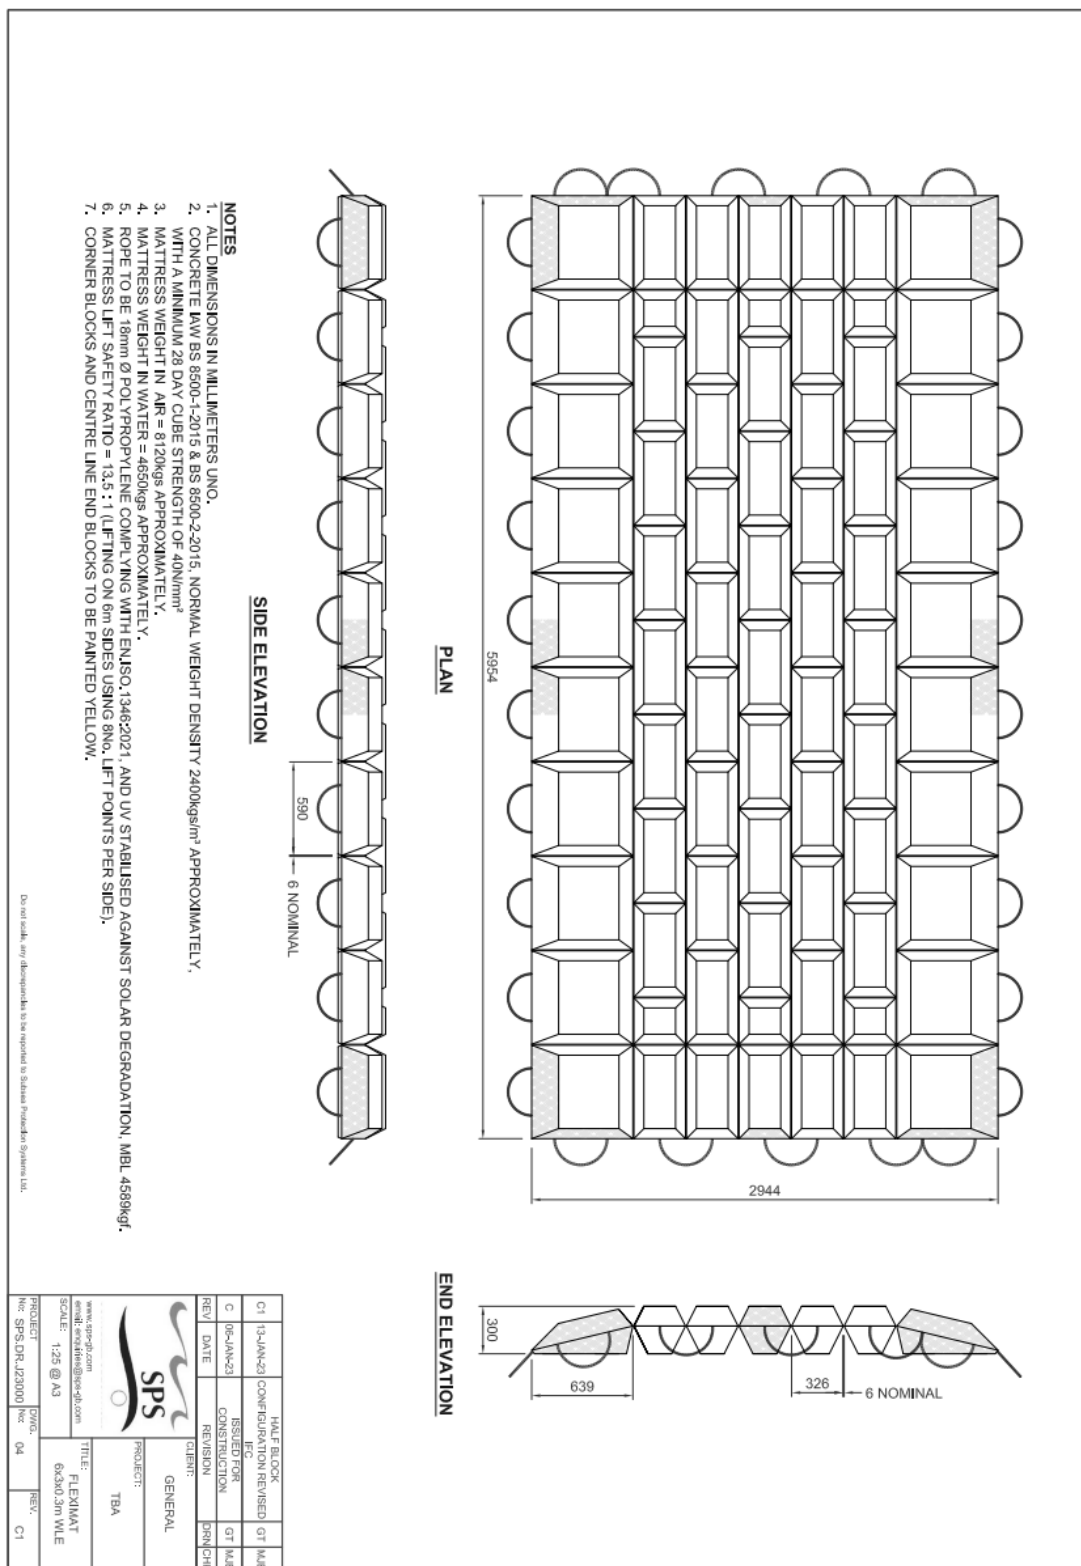 5954
PLAN
590
6 NOMINAL
SIDE ELEVATION
2944
300
639
326
6 NOMINAL
END ELEVATION
NOTES
1. ALL DIMENSIONS IN MILLIMETERS UNO.
2. CONCRETE IAW BS 8500-1-2015 & BS 8500-2-2015, NORMAL WEIGHT DENSITY 2400kgs/m³ APPROXIMATELY,
WITH A MINIMUM 28 DAY CUBE STRENGTH OF 40N/mm²
3. MATTRESS WEIGHT IN AIR = 8120kgs APPROXIMATELY.
4. MATTRESS WEIGHT IN WATER = 4650kgs APPROXIMATELY.
5. ROPE TO BE 18mm Ø POLYPROPYLENE COMPLYING WITH EN.ISO.1346:2021, AND UV STABILISED AGAINST SOLAR DEGRADATION, MBL 4589kgf.
6. MATTRESS LIFT SAFETY RATIO = 13.5 : 1 (LIFTING ON 6m SIDES USING 8No. LIFT POINTS PER SIDE).
7. CORNER BLOCKS AND CENTRE LINE END BLOCKS TO BE PAINTED YELLOW.
Do not scale, any discrepancies to be reported to Subsea Protection Systems Ltd.
C1 13-JAN-23 HALF BLOCK CONFIGURATION REVISED IFC GT
C 06-JAN-23 ISSUED FOR CONSTRUCTION GT
REV DATE REVISION DRN
SPS
www.sps-gb.com
email: enquiries@sps-gb.com
CLIENT:
GENERAL
PROJECT:
TBA
SCALE: 1:25 @ A3
TITLE:
FLEXIMAT
6x3x0.3m WLE
PROJECT No: SPS.DR.J23000
DWG. No: 04
REV. C1